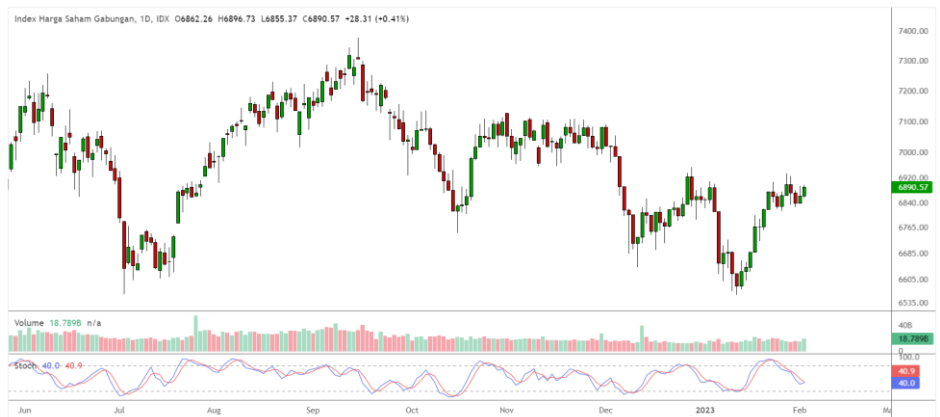 Index Harga Saham Gabungan, 1D, IDX O6862.26 H6896.73 L6855.37 C6890.57 +28.31 (+0.41%)
7400.00
7300.00
7200.00
7100.00
7000.00
6920.00
6890.57
6840.00
6765.00
6685.00
6605.00
6535.00
Volume 18.789B n/a
40B
18.789B
0
Stoch 40.0 40.9
100.0
40.9
40.0
Jun Jul Aug Sep Oct Nov Dec 2023 Feb